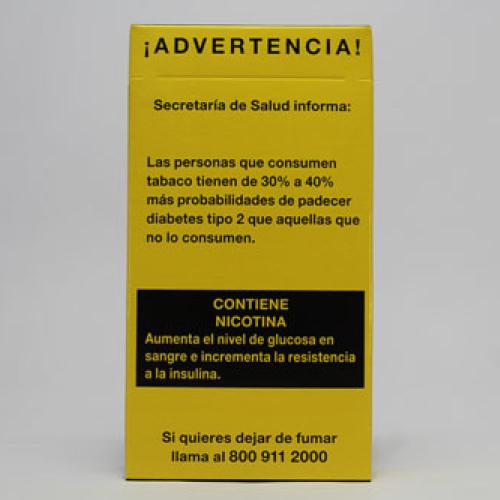 ¡ADVERTENCIA!
Secretaría de Salud informa:
Las personas que consumen
tabaco tienen de 30% a 40%
más probabilidades de padecer
diabetes tipo 2 que aquellas que
no lo consumen.
CONTIENE
NICOTINA
Aumenta el nivel de glucosa en
sangre e incrementa la resistencia
a la insulina.
Si quieres dejar de fumar
llama al 800 911 2000